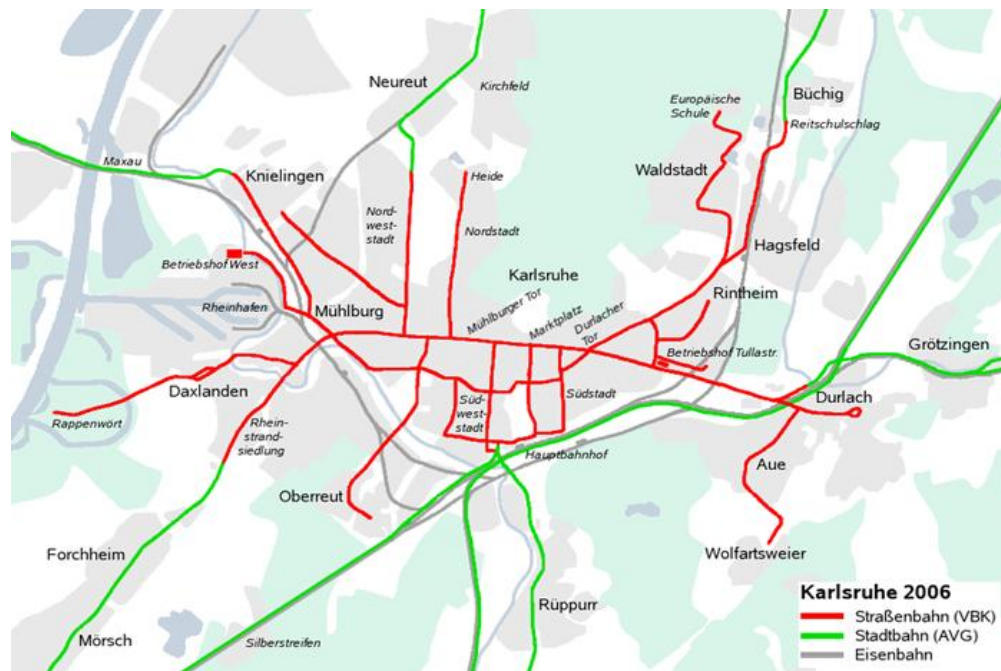 Neureut
Kirchfeld
Europäische
Schule
Büchig
Reitschulschlag
Maxau
Knielingen
Heide
Waldstadt
Nord-
west-
stadt
Nordstadt
Hagsfeld
Betriebshof West
Karlsruhe
Rintheim
Rheinhafen
Mühlburg
Mühlburger Tor
Marktplatz
Durlacher
Tor
Betriebshof Tullastr.
Grötzingen
Daxlanden
Süd-
west-
stadt
Südstadt
Durlach
Rappenwört
Rhein-
strand-
siedlung
Hauptbahnhof
Aue
Oberreut
Forchheim
Wolfartsweier
Rüppurr
Mörsch
Silberstreifen
Karlsruhe 2006
Straßenbahn (VBK)
Stadtbahn (AVG)
Eisenbahn